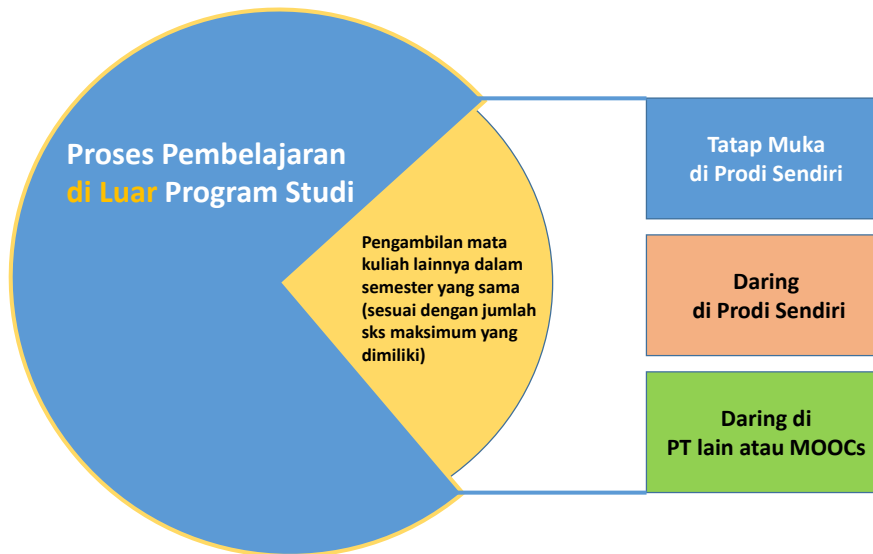 Proses Pembelajaran
di Luar Program Studi
Pengambilan mata
kuliah lainnya dalam
semester yang sama
(sesuai dengan jumlah
sks maksimum yang
dimiliki)
Tatap Muka
di Prodi Sendiri
Daring
di Prodi Sendiri
Daring di
PT lain atau MOOCs